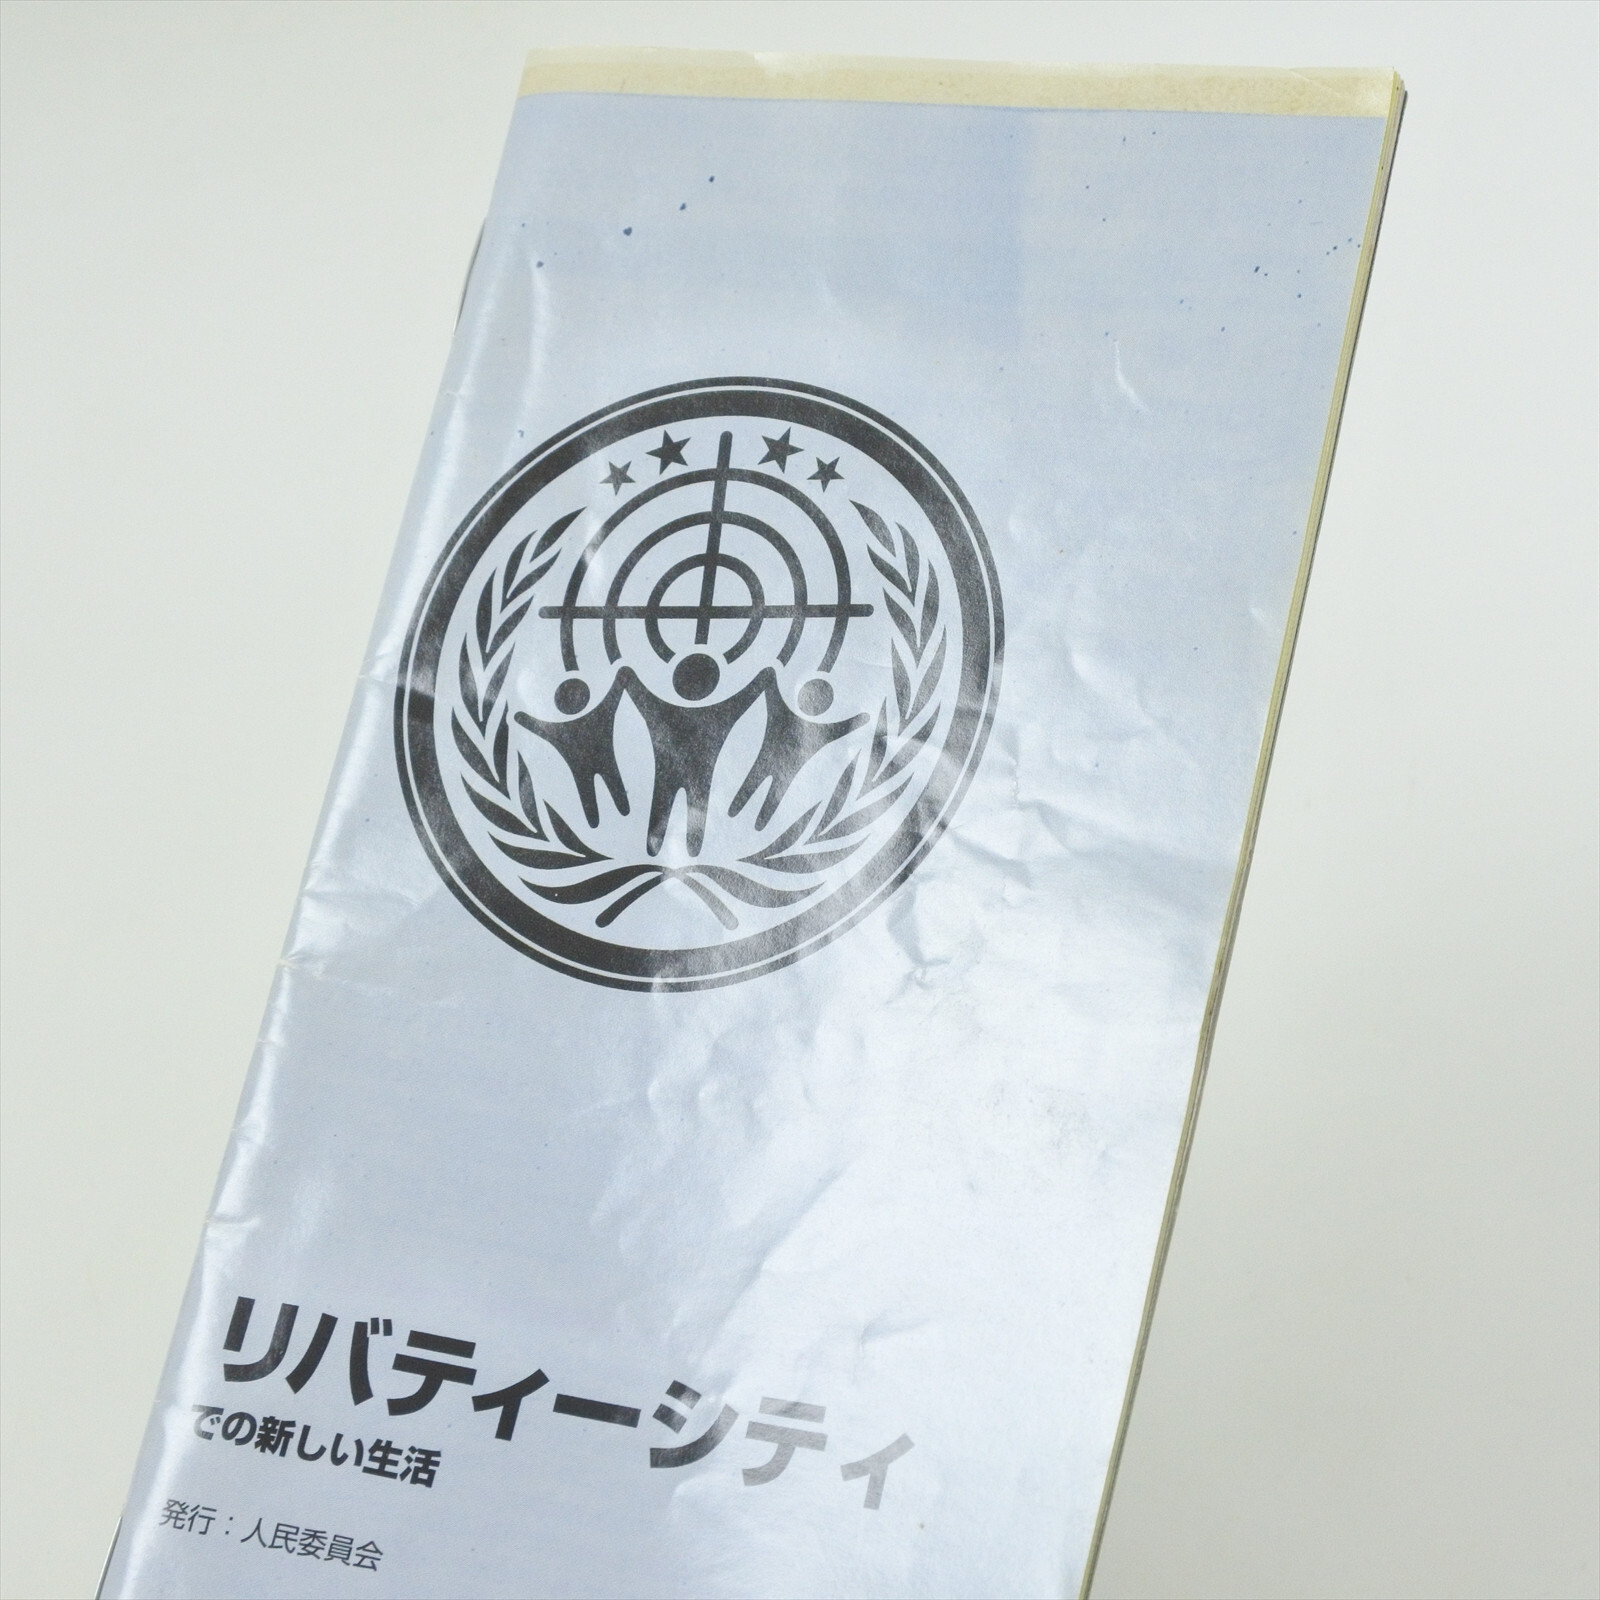 リバティーシティ
での新しい生活
発行：人民委員会